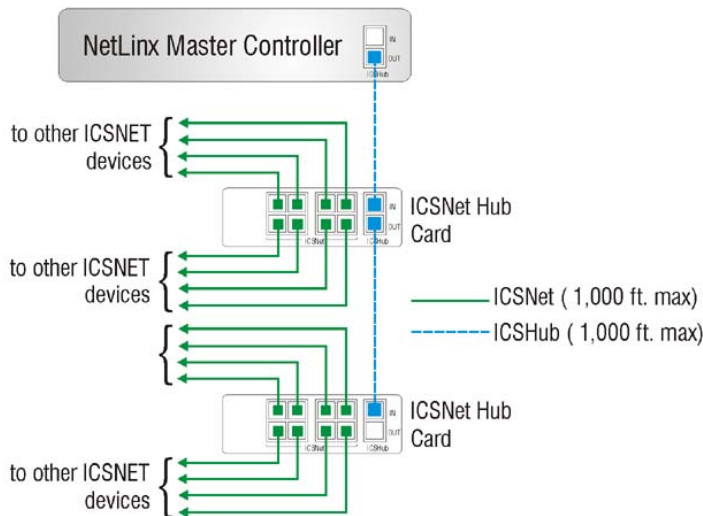 NetLinx Master Controller
IN
OUT
ICSHub
to other ICSNET
devices
IN
OUT
ICSNet
ICSHub
ICSNet Hub
Card
to other ICSNET
devices
ICSNet ( 1,000 ft. max)
ICSHub ( 1,000 ft. max)
IN
OUT
ICSNet
ICSHub
ICSNet Hub
Card
to other ICSNET
devices